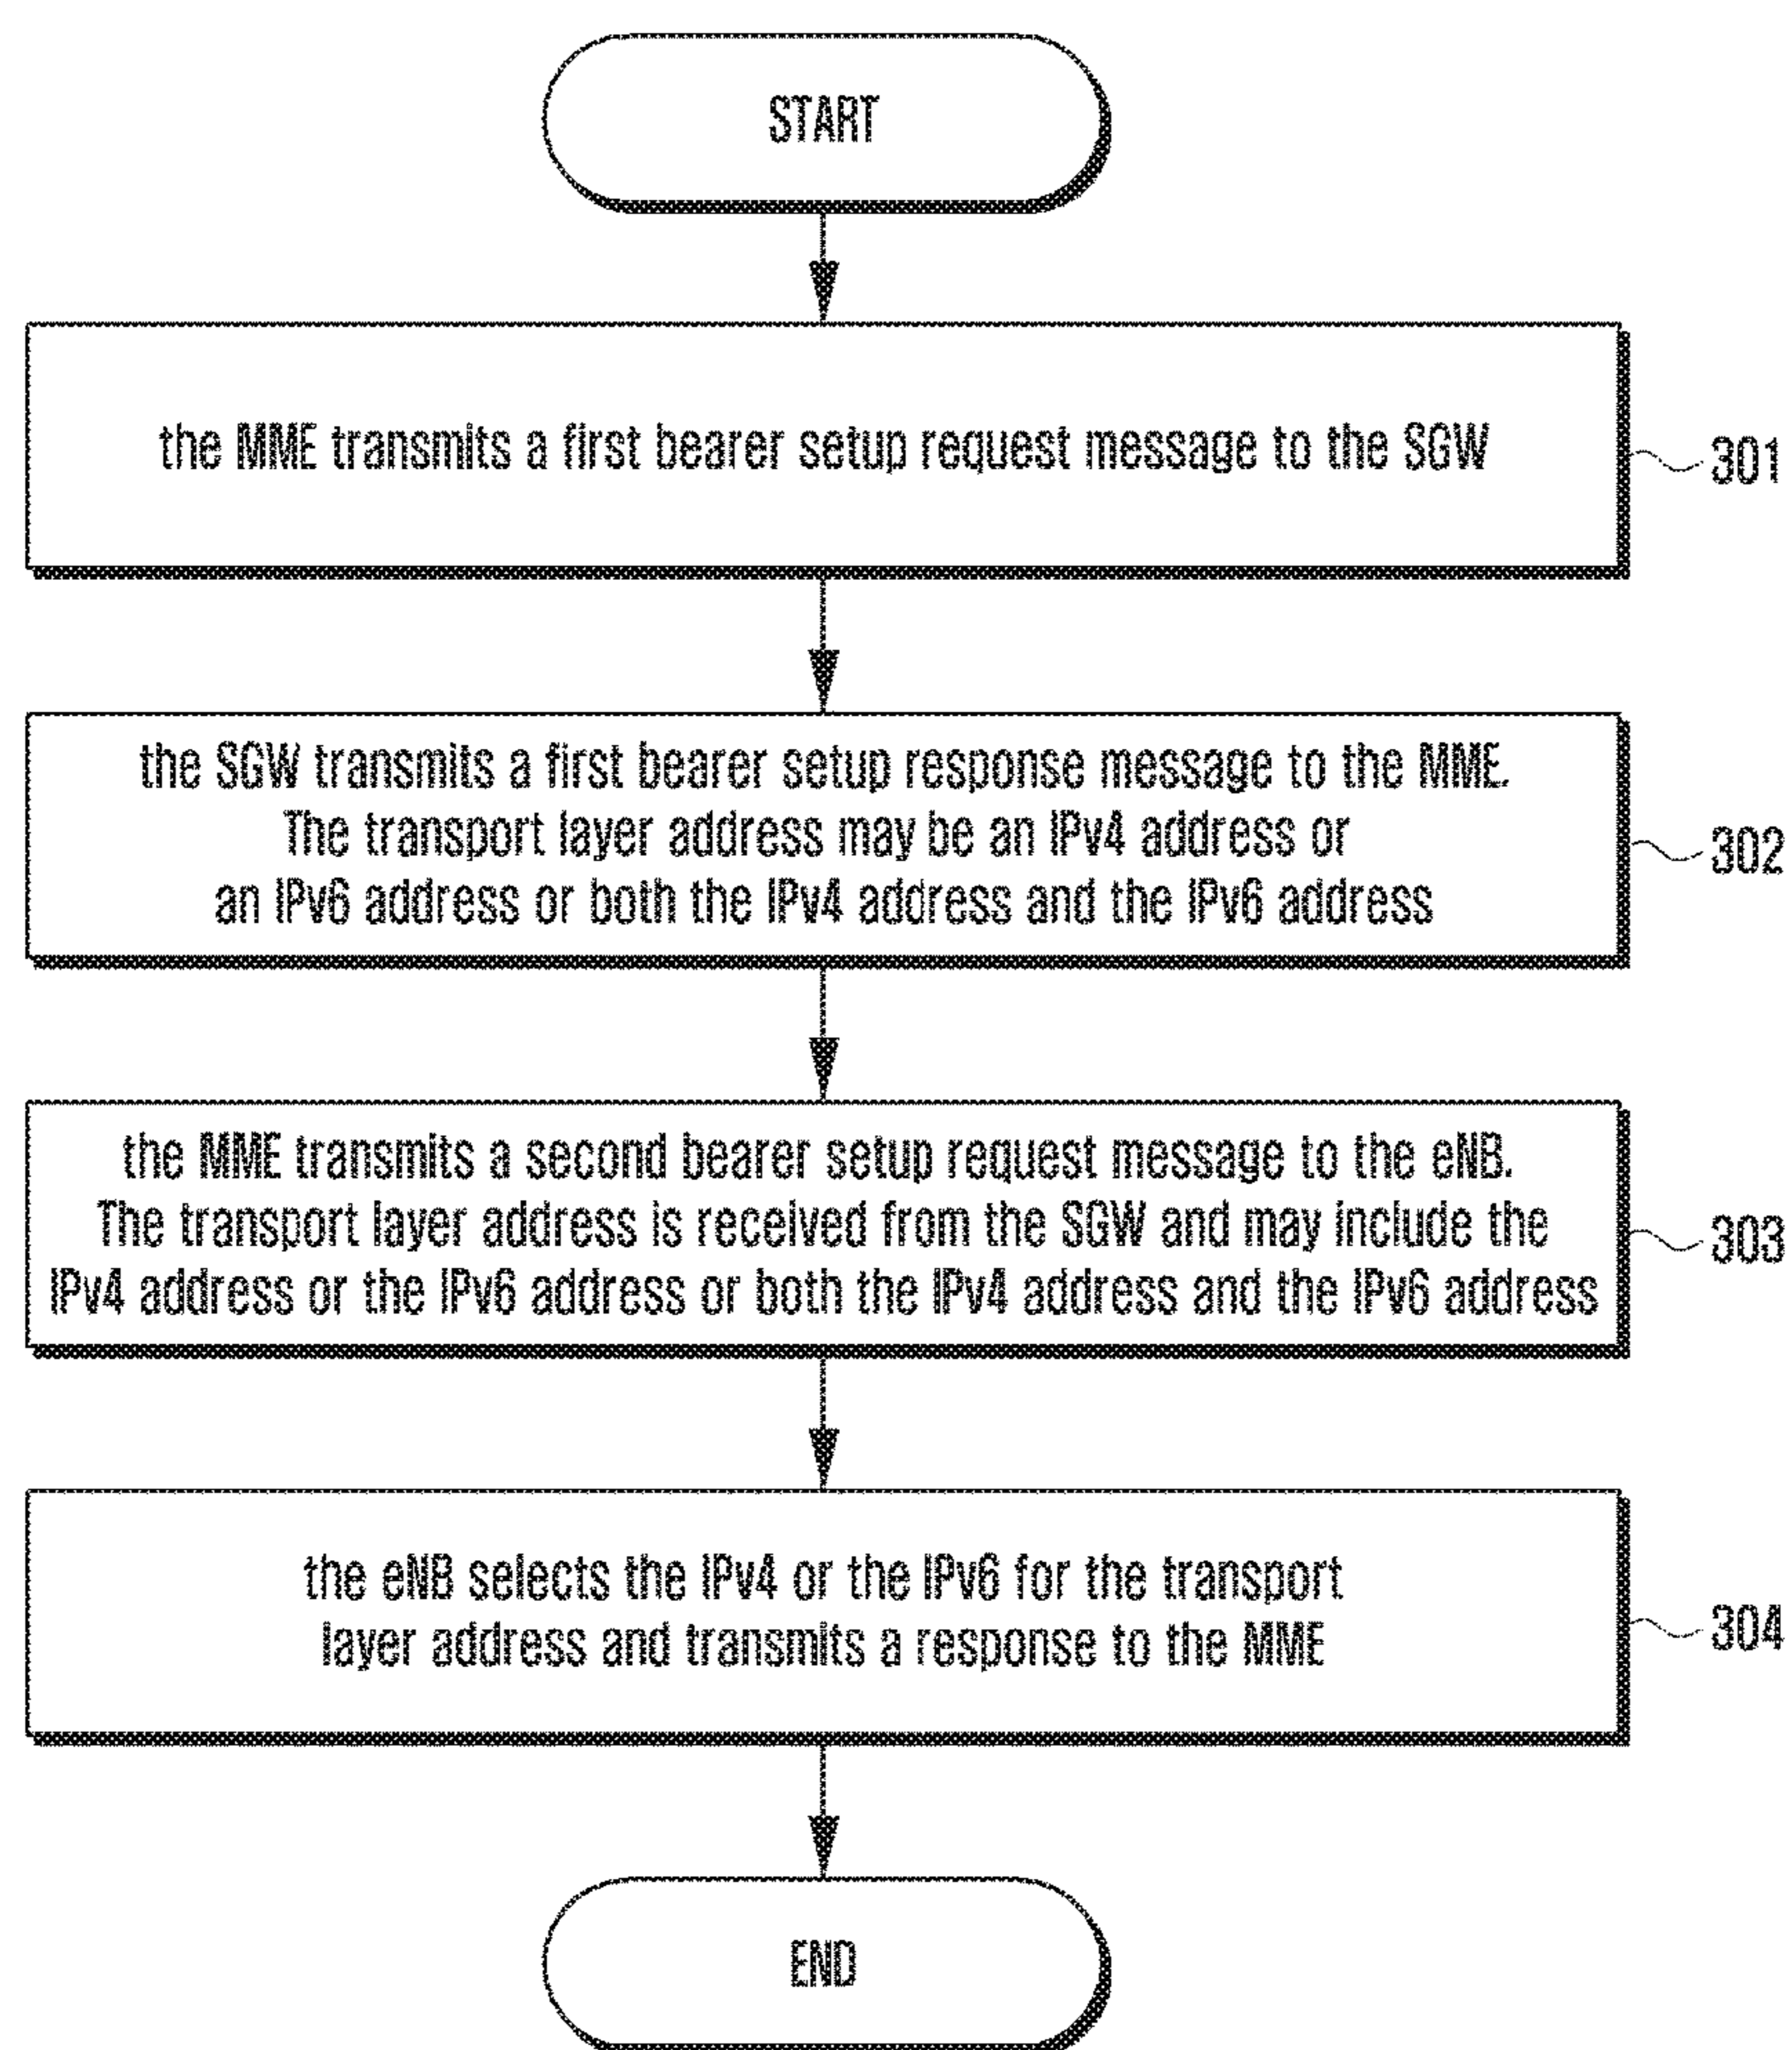 START
the MME transmits a first bearer setup request message to the SGW
301
the SGW transmits a first bearer setup response message to the MME.
The transport layer address may be an IPv4 address or
an IPv6 address or both the IPv4 address and the IPv6 address
302
the MME transmits a second bearer setup request message to the eNB.
The transport layer address is received from the SGW and may include the
IPv4 address or the IPv6 address or both the IPv4 address and the IPv6 address
303
the eNB selects the IPv4 or the IPv6 for the transport
layer address and transmits a response to the MME
304
END